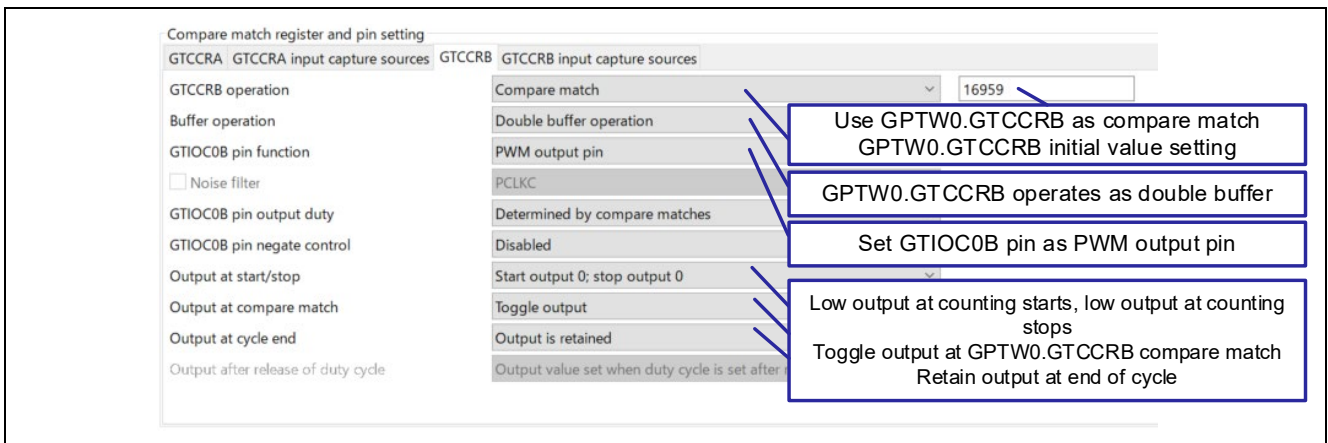 Compare match register and pin setting
GTCCRA GTCCRA input capture sources GTCCRB GTCCRB input capture sources
GTCCRB operation Compare match 16959
Buffer operation Double buffer operation
GTIOC0B pin function PWM output pin
Noise filter PCLKC
GTIOC0B pin output duty Determined by compare matches
GTIOC0B pin negate control Disabled
Output at start/stop Start output 0; stop output 0
Output at compare match Toggle output
Output at cycle end Output is retained
Output after release of duty cycle Output value set when duty cycle is set after
Use GPTW0.GTCCRB as compare match
GPTW0.GTCCRB initial value setting
GPTW0.GTCCRB operates as double buffer
Set GTIOC0B pin as PWM output pin
Low output at counting starts, low output at counting
stops
Toggle output at GPTW0.GTCCRB compare match
Retain output at end of cycle